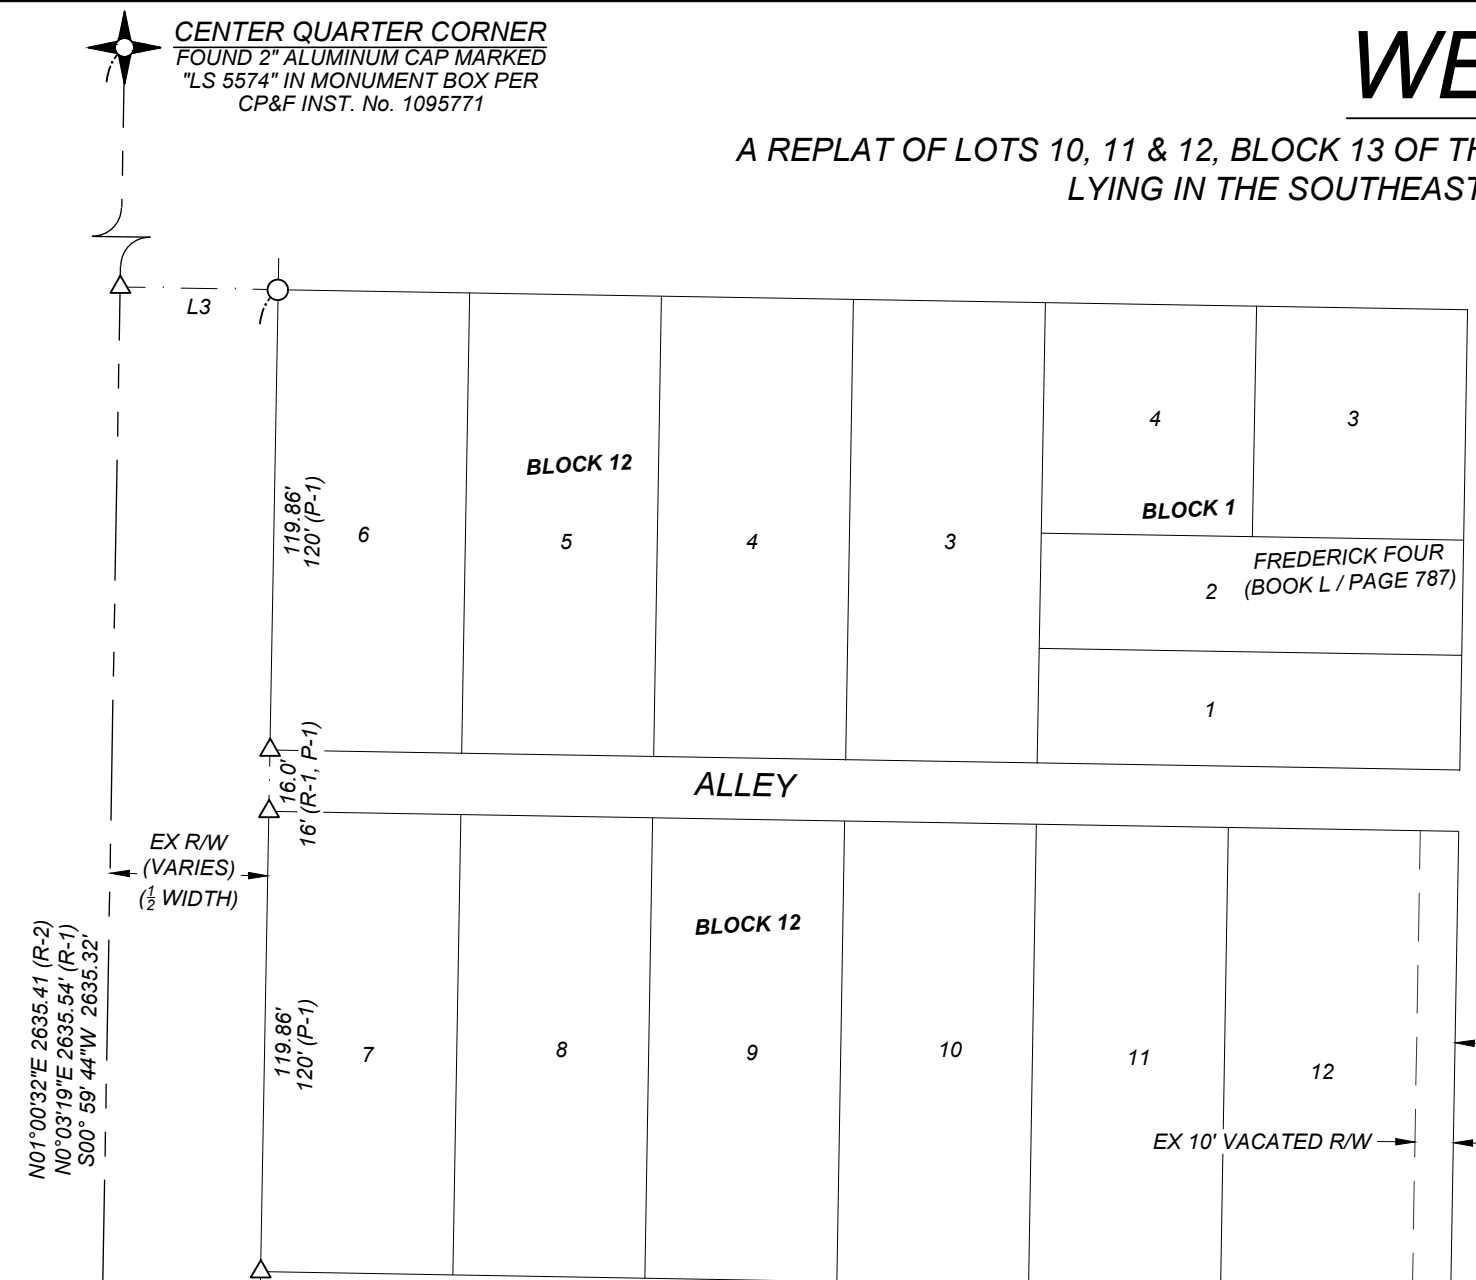 CENTER QUARTER CORNER
FOUND 2" ALUMINUM CAP MARKED
"LS 5574" IN MONUMENT BOX PER
CP&F INST. No. 1095771
WE
A REPLAT OF LOTS 10, 11 & 12, BLOCK 13 OF TH
LYING IN THE SOUTHEAST
L3
4
3
BLOCK 12
BLOCK 1
119.86'
120' (P-1)
6
5
4
3
FREDERICK FOUR
(BOOK L / PAGE 787)
2
1
16.0'
16' (R-1, P-1)
ALLEY
EX R/W
(VARIES)
(½ WIDTH)
BLOCK 12
N01°00'32"E 2635.41 (R-2)
N0°03'19"E 2635.54' (R-1)
S00° 59' 44"W 2635.32'
119.86'
120' (P-1)
7
8
9
10
11
12
EX 10' VACATED R/W